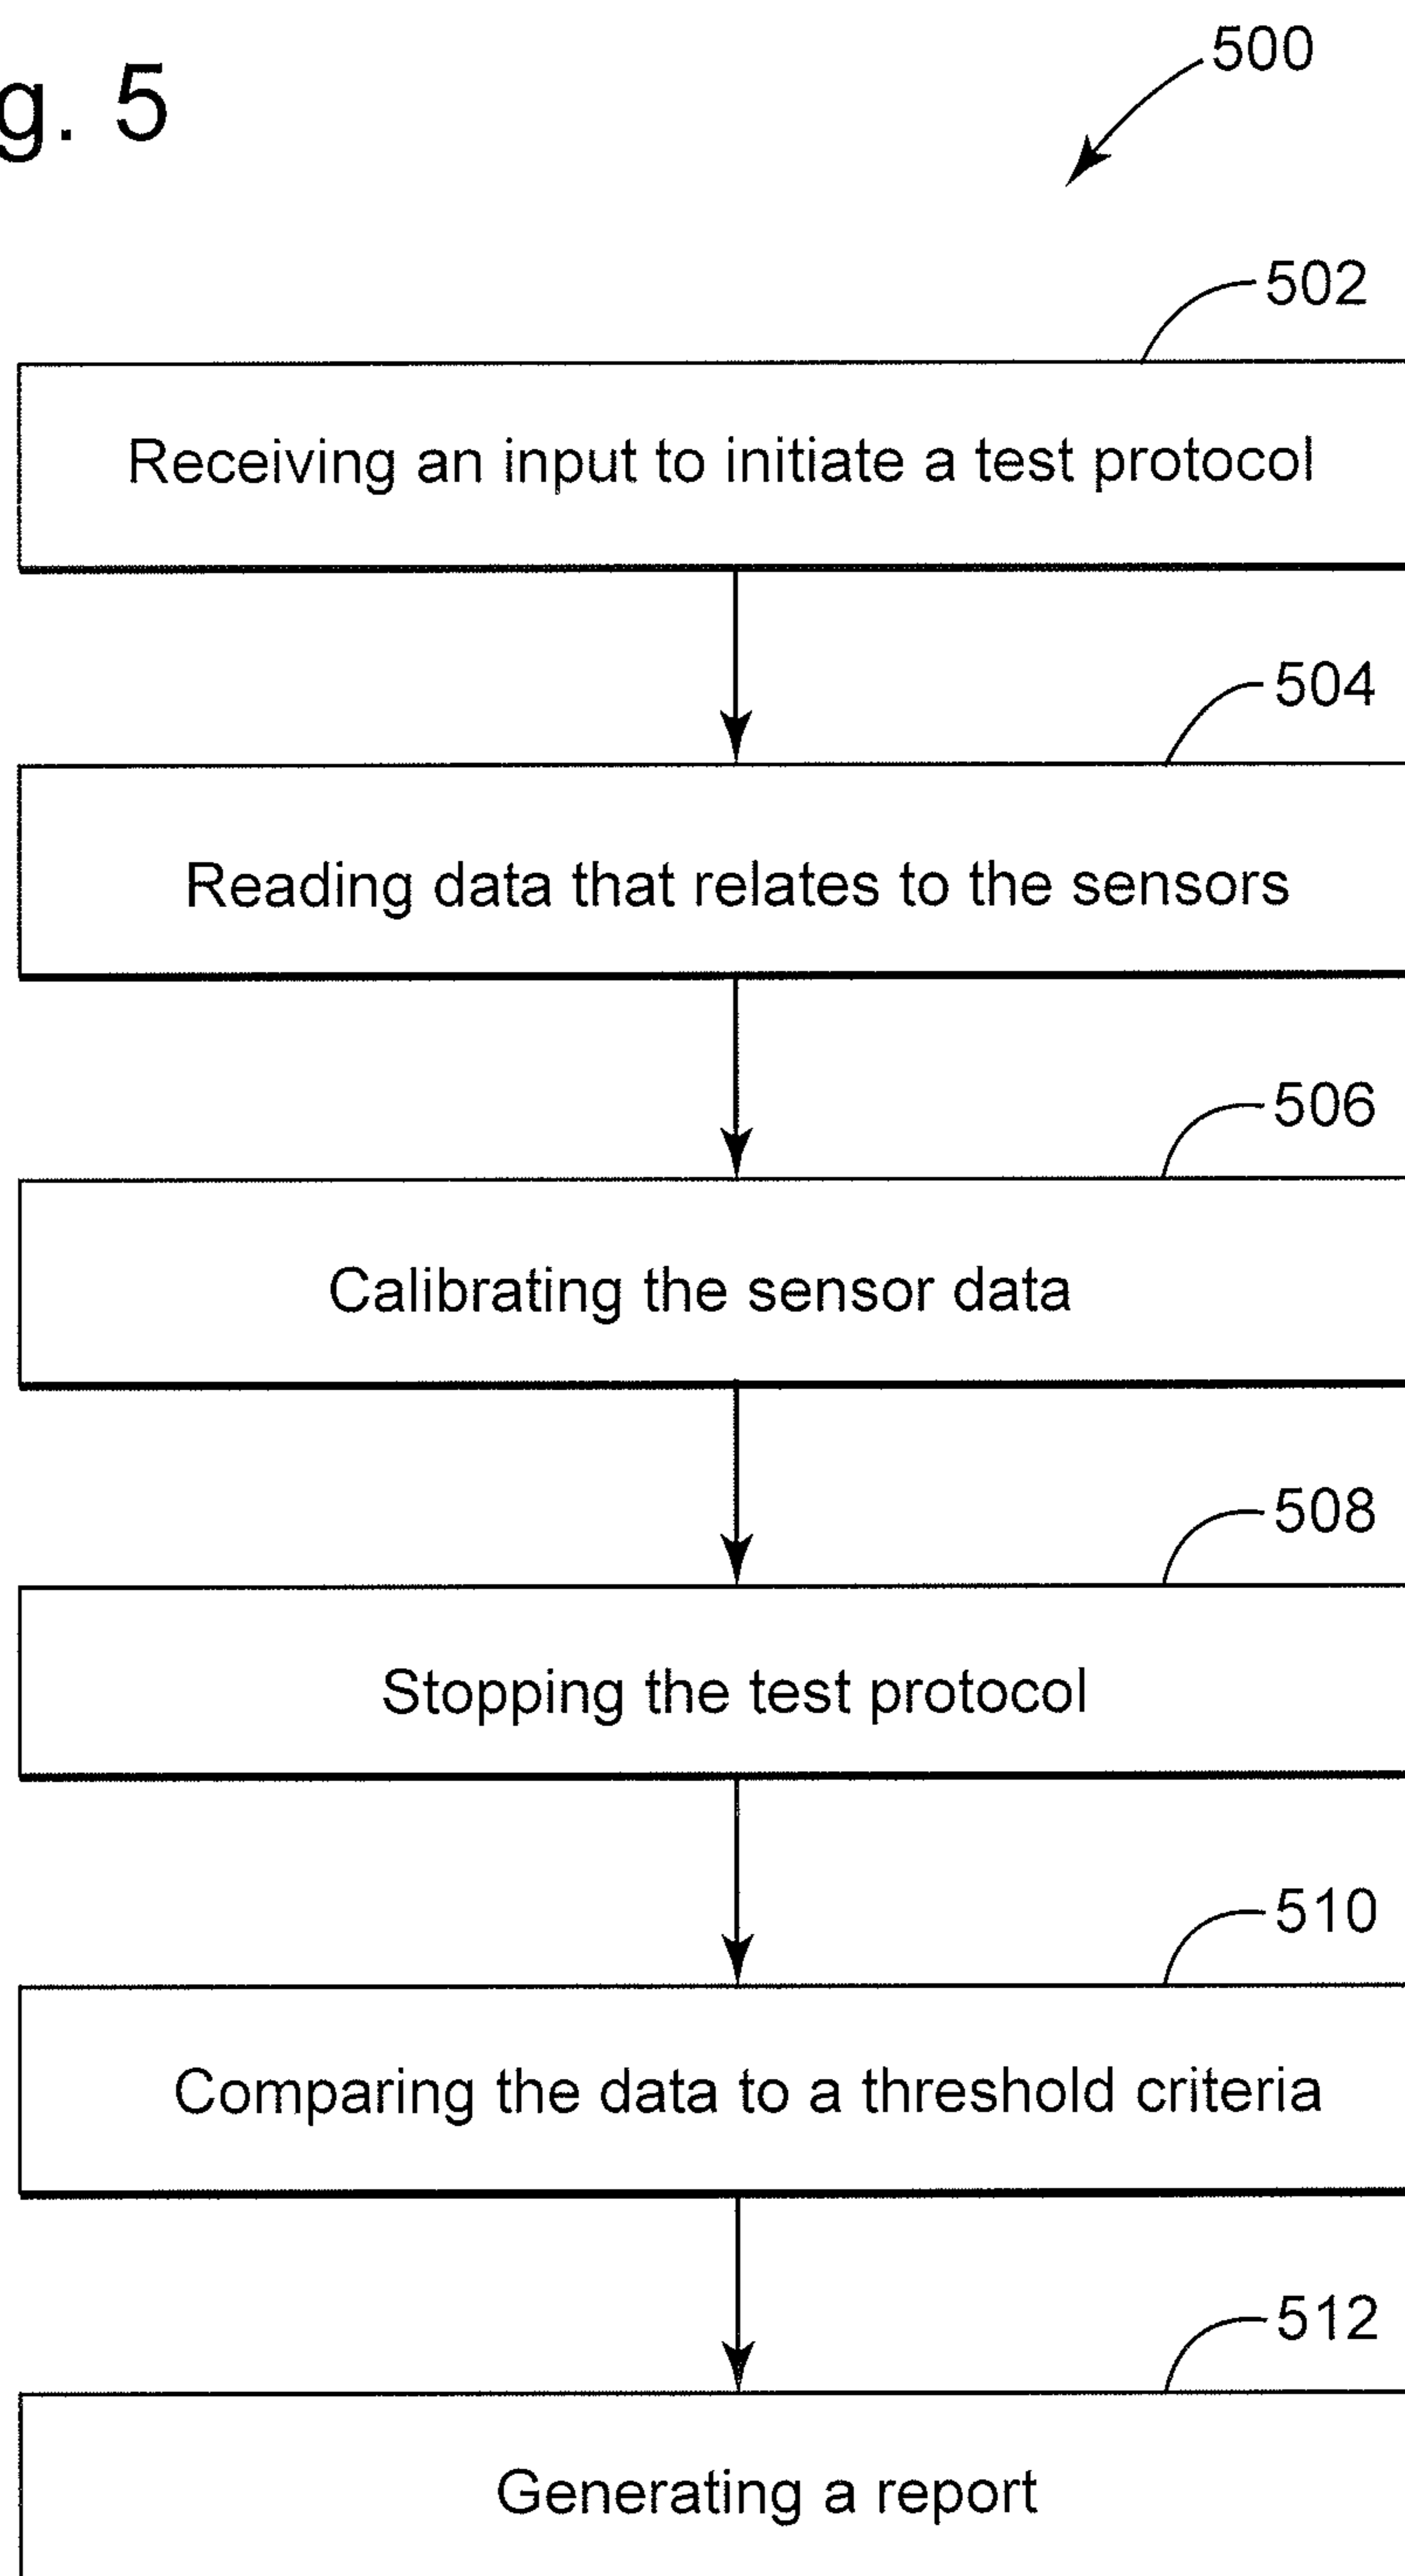 g. 5
500
502
Receiving an input to initiate a test protocol
504
Reading data that relates to the sensors
506
Calibrating the sensor data
508
Stopping the test protocol
510
Comparing the data to a threshold criteria
512
Generating a report